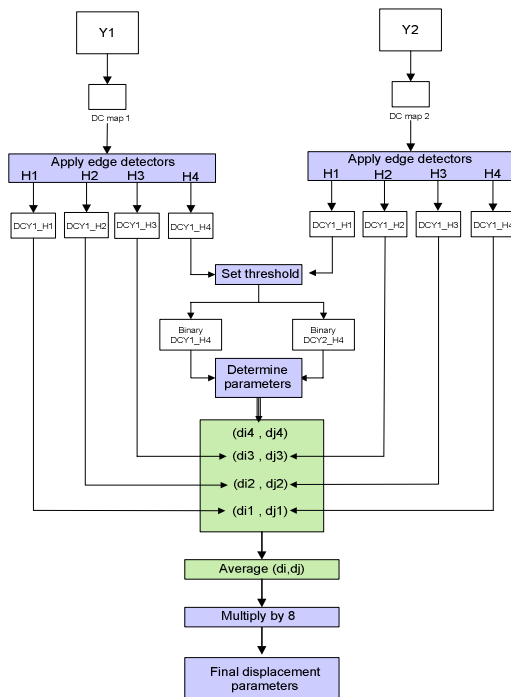 Y1
Y2
DC map 1
DC map 2
Apply edge detectors
H1 H2 H3 H4
Apply edge detectors
H1 H2 H3 H4
DCY1_H1
DCY1_H2
DCY1_H3
DCY1_H4
DCY1_H1
DCY1_H2
DCY1_H3
DCY1_H4
Set threshold
Binary
DCY1_H4
Binary
DCY2_H4
Determine
parameters
(di4 , dj4)
(di3 , dj3)
(di2 , dj2)
(di1 , dj1)
Average (di,dj)
Multiply by 8
Final displacement
parameters